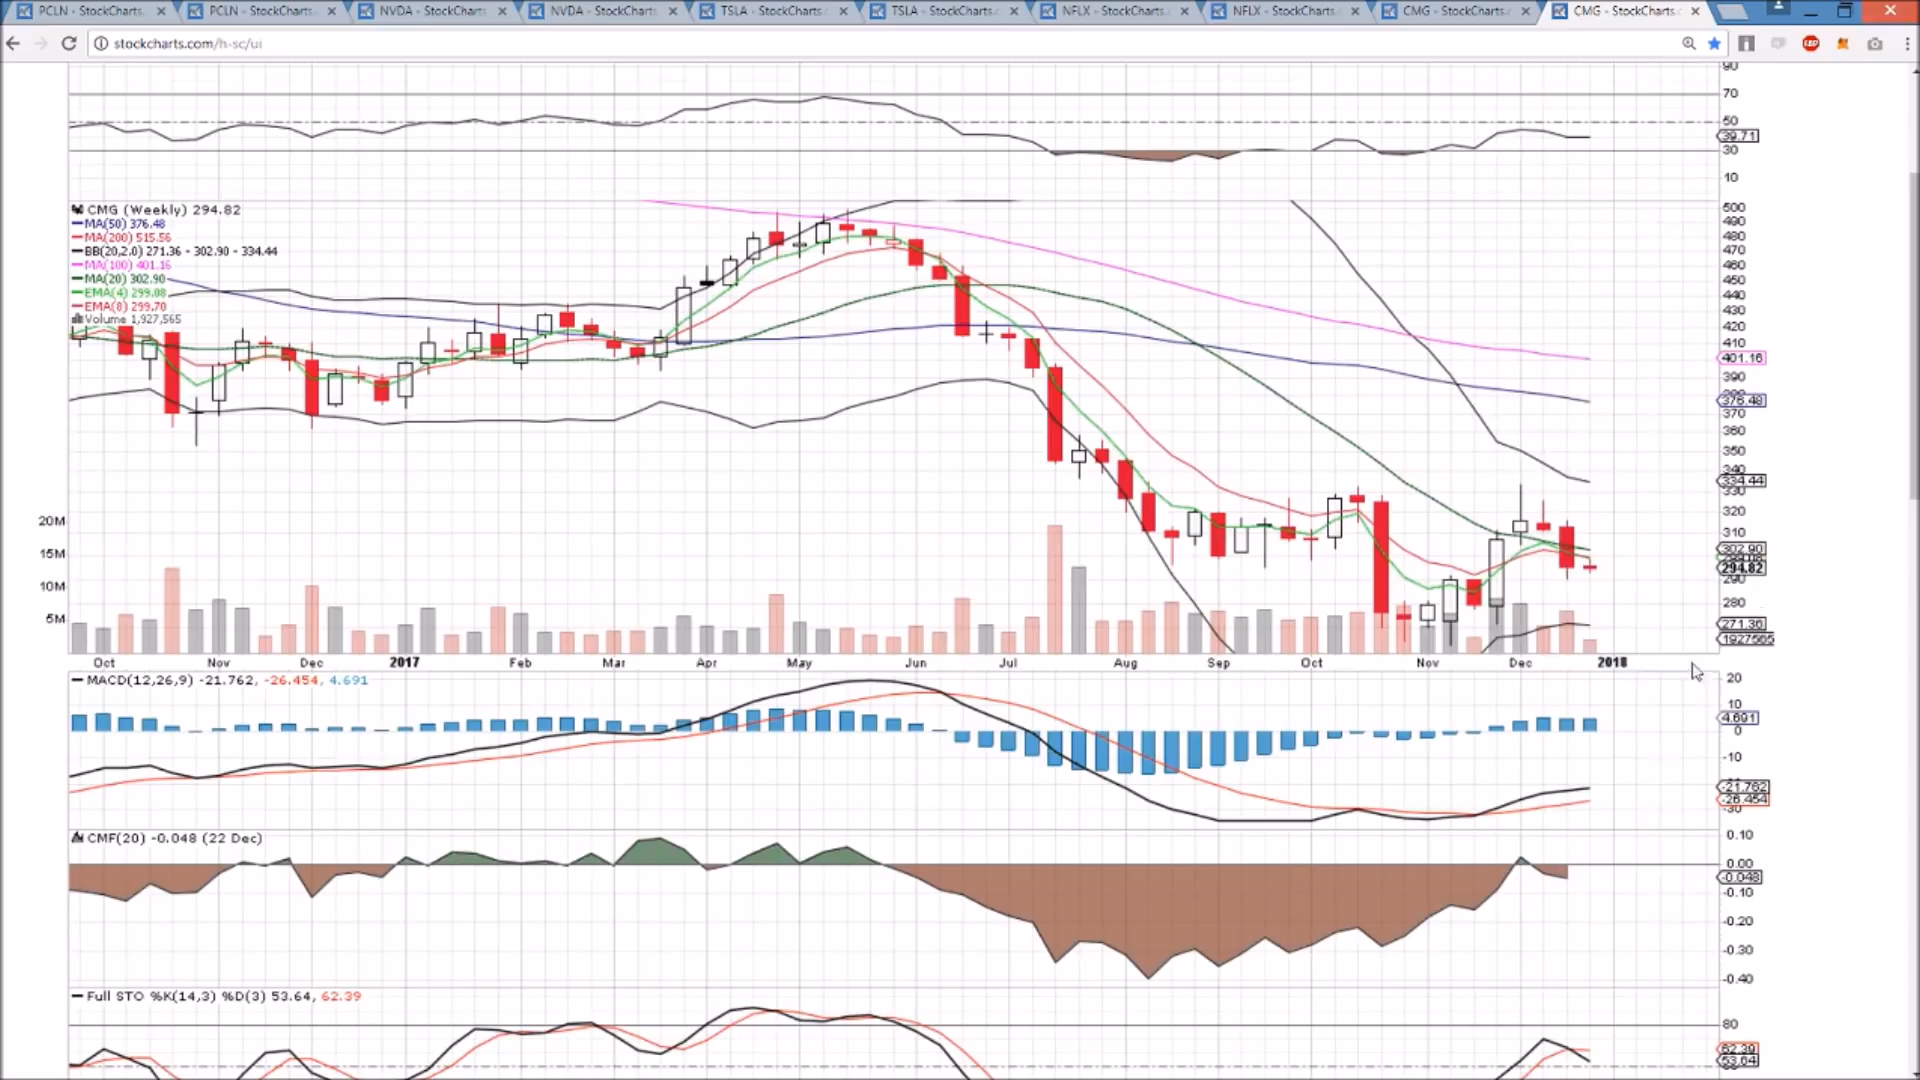 PCLN - StockCharts PCLN - StockCharts. NVDA - StockCharts NVDA - StockCharts TSLA - StockCharts TSLA - StockCharts.c NFLX - StockCharts. NFLX - StockCharts. CMG - StockCharts.c CMG - StockCharts.
stockcharts.com/h-sc/ui
90
70
50
39.71
30
10
CMG (Weekly) 294.82
MA(50) 376.48
MA(200) 515.56
BB(20,2.0) 271.36 - 302.90 - 334.44
MA(100) 401.16
MA(20) 302.90
EMA(4) 299.08
EMA(8) 299.70
Volume 1,927,565
500
490
480
470
460
450
440
430
420
410
401.16
390
376.48
370
360
350
340
334.44
330
320
310
302.90
294.82
290
280
271.36
1927565
20M
15M
10M
5M
Oct Nov Dec 2017 Feb Mar Apr May Jun Jul Aug Sep Oct Nov Dec 2018
MACD(12,26,9) -21.762, -26.454, 4.691
20
10
4.691
0
-10
-21.762
-26.454
-30
CMF(20) -0.048 (22 Dec)
0.10
0.00
-0.048
-0.10
-0.20
-0.30
-0.40
Full STO %K(14,3) %D(3) 53.64, 62.39
80
62.39
53.64